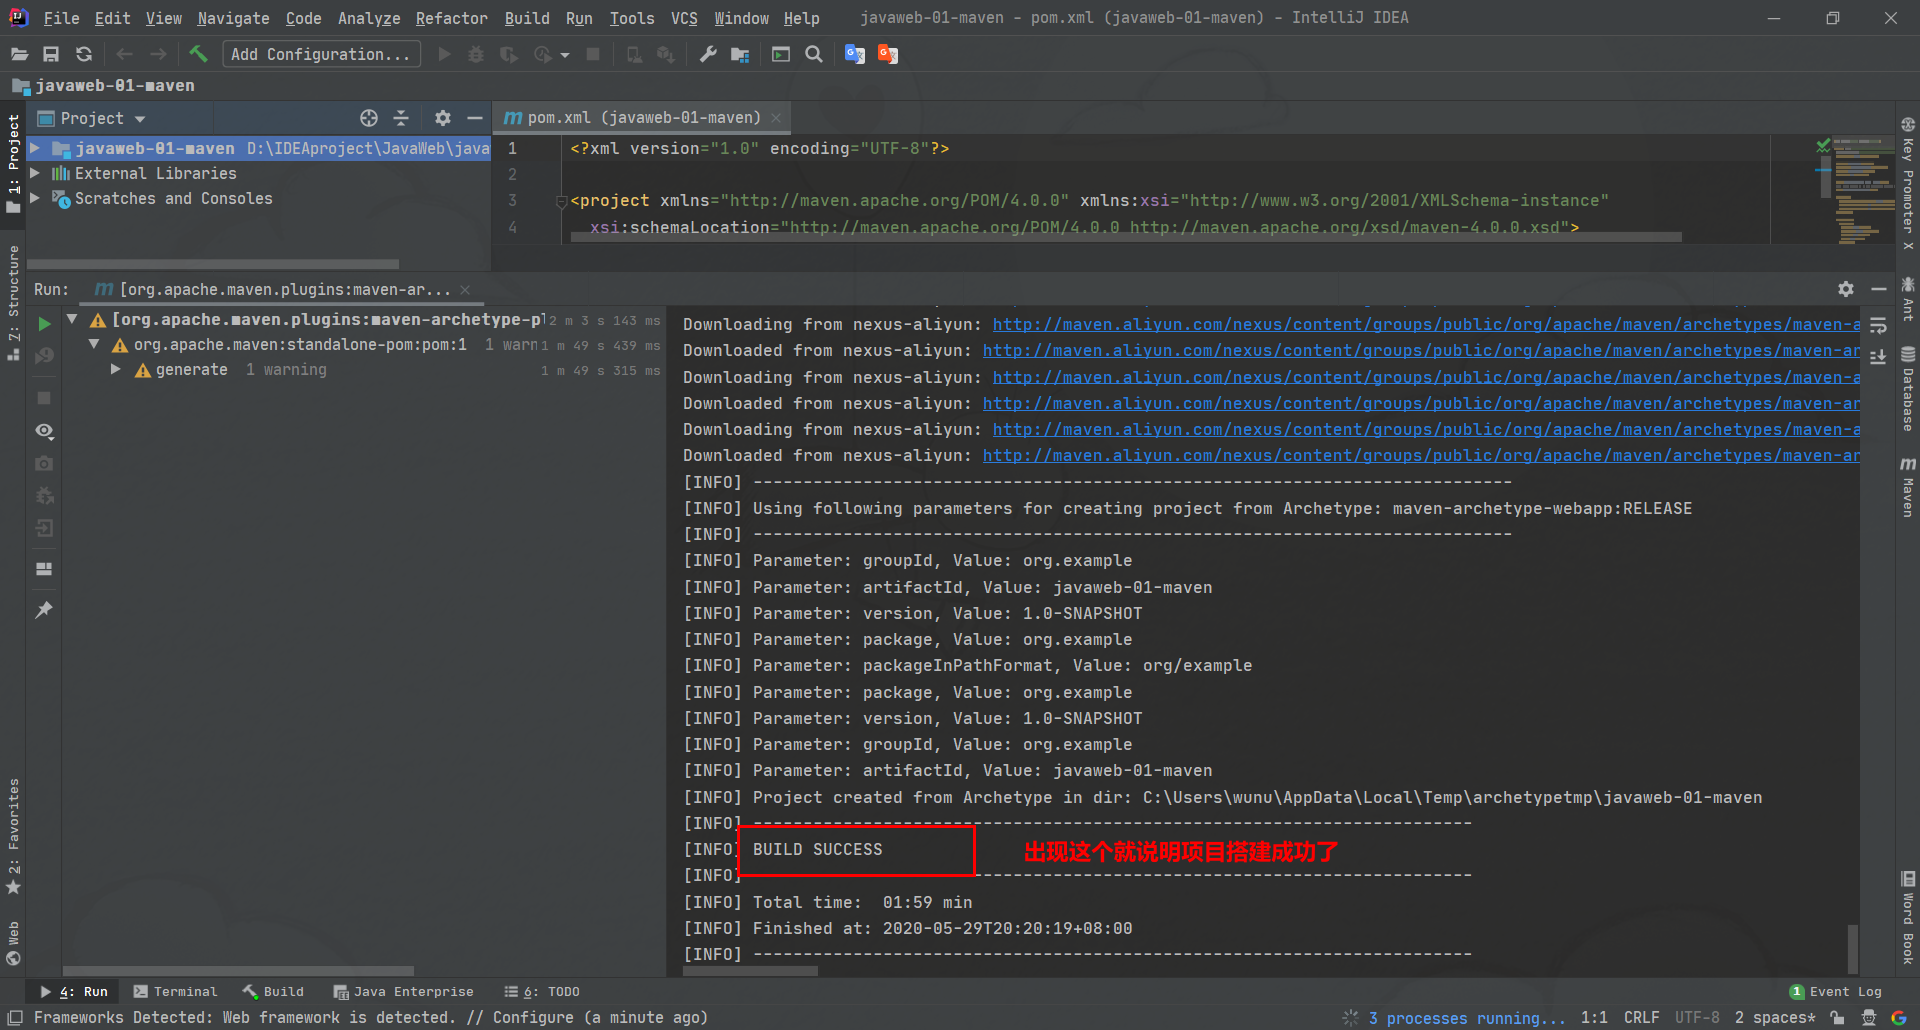 File Edit View Navigate Code Analyze Refactor Build Run Tools VCS Window Help javaweb-01-maven - pom.xml (javaweb-01-maven) - IntelliJ IDEA
Add Configuration...
javaweb-01-maven
1: Project
Project
pom.xml (javaweb-01-maven)
javaweb-01-maven D:\IDEAproject\JavaWeb\java
External Libraries
Scratches and Consoles
1 <?xml version="1.0" encoding="UTF-8"?>
2
3 <project xmlns="http://maven.apache.org/POM/4.0.0" xmlns:xsi="http://www.w3.org/2001/XMLSchema-instance"
4 xsi:schemaLocation="http://maven.apache.org/POM/4.0.0 http://maven.apache.org/xsd/maven-4.0.0.xsd">
Key Promoter X
Ant
Database
Maven
Word Book
7: Structure
2: Favorites
Web
Run: [org.apache.maven.plugins:maven-ar...
[org.apache.maven.plugins:maven-archetype-pl 2 m 3 s 143 ms
org.apache.maven:standalone-pom:pom:1 1 warn 1 m 49 s 439 ms
generate 1 warning 1 m 49 s 315 ms
Downloading from nexus-aliyun: http://maven.aliyun.com/nexus/content/groups/public/org/apache/maven/archetypes/maven-a
Downloaded from nexus-aliyun: http://maven.aliyun.com/nexus/content/groups/public/org/apache/maven/archetypes/maven-ar
Downloading from nexus-aliyun: http://maven.aliyun.com/nexus/content/groups/public/org/apache/maven/archetypes/maven-a
Downloaded from nexus-aliyun: http://maven.aliyun.com/nexus/content/groups/public/org/apache/maven/archetypes/maven-ar
Downloading from nexus-aliyun: http://maven.aliyun.com/nexus/content/groups/public/org/apache/maven/archetypes/maven-a
Downloaded from nexus-aliyun: http://maven.aliyun.com/nexus/content/groups/public/org/apache/maven/archetypes/maven-ar
[INFO] ----------------------------------------------------------------------------
[INFO] Using following parameters for creating project from Archetype: maven-archetype-webapp:RELEASE
[INFO] ----------------------------------------------------------------------------
[INFO] Parameter: groupId, Value: org.example
[INFO] Parameter: artifactId, Value: javaweb-01-maven
[INFO] Parameter: version, Value: 1.0-SNAPSHOT
[INFO] Parameter: package, Value: org.example
[INFO] Parameter: packageInPathFormat, Value: org/example
[INFO] Parameter: package, Value: org.example
[INFO] Parameter: version, Value: 1.0-SNAPSHOT
[INFO] Parameter: groupId, Value: org.example
[INFO] Parameter: artifactId, Value: javaweb-01-maven
[INFO] Project created from Archetype in dir: C:\Users\wunu\AppData\Local\Temp\archetypetmp\javaweb-01-maven
[INFO] ------------------------------------------------------------------------
[INFO] BUILD SUCCESS 出现这个就说明项目搭建成功了
[INFO] ------------------------------------------------------------------------
[INFO] Total time: 01:59 min
[INFO] Finished at: 2020-05-29T20:20:19+08:00
[INFO] ------------------------------------------------------------------------
4: Run Terminal Build Java Enterprise 6: TODO 1 Event Log
Frameworks Detected: Web framework is detected. // Configure (a minute ago) 3 processes running... 1:1 CRLF UTF-8 2 spaces*